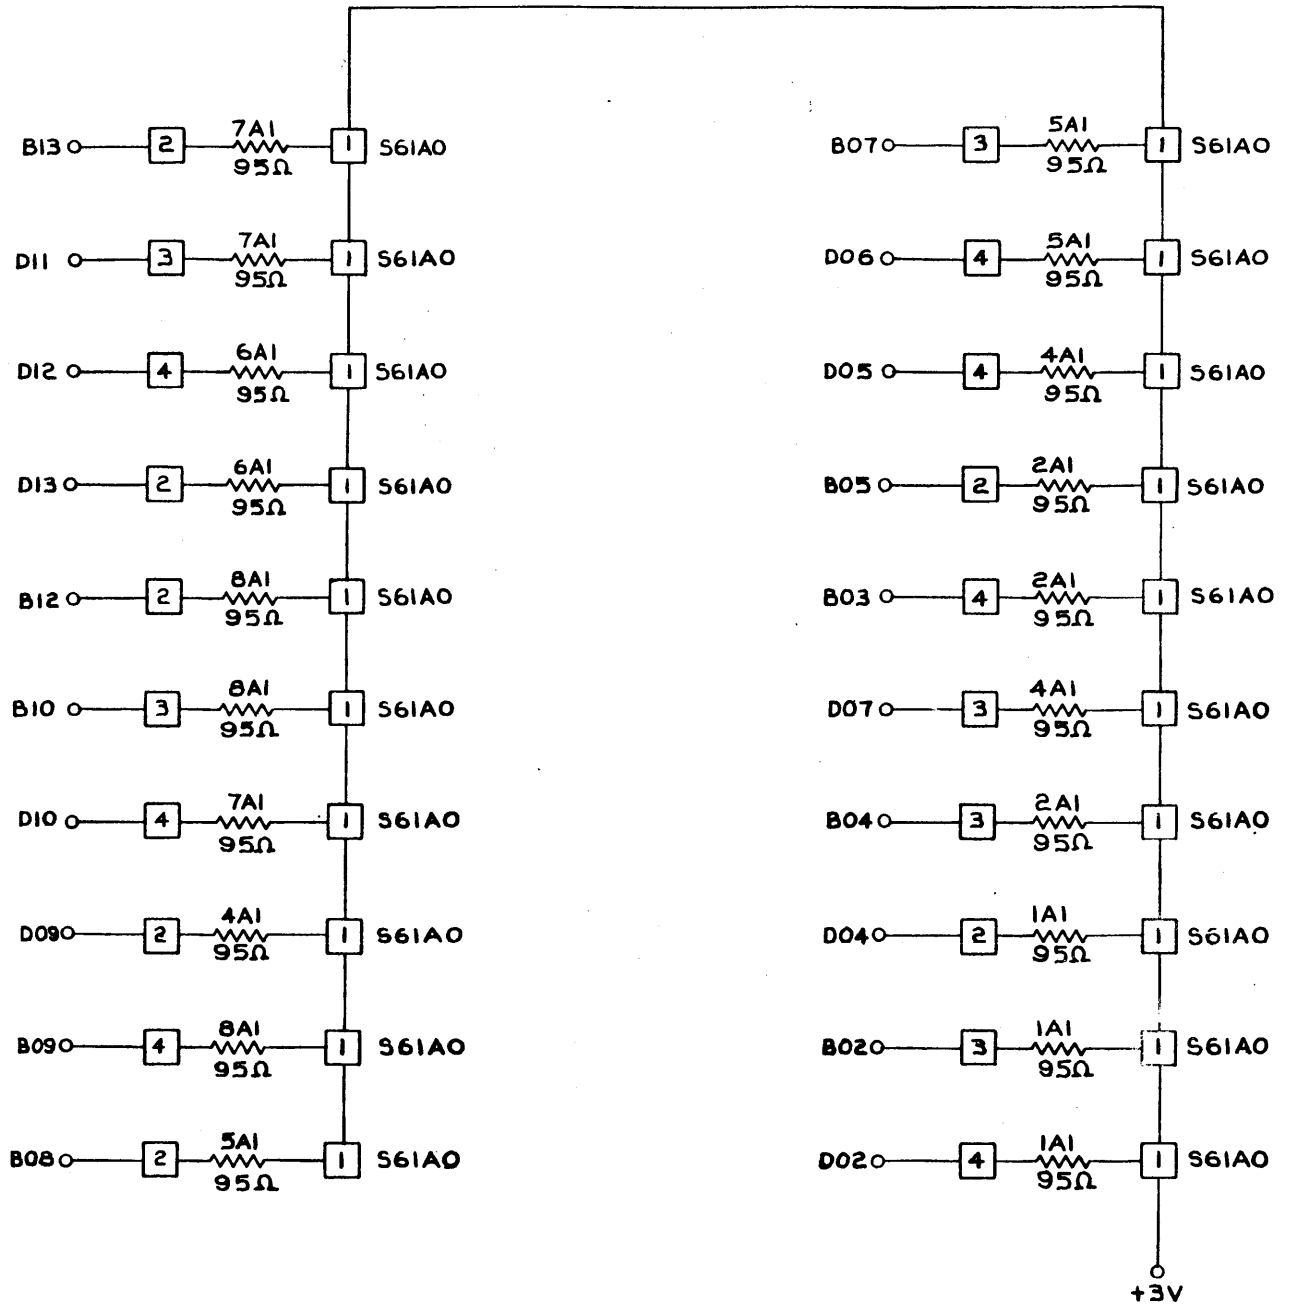 7A1
B13 2 1 S61A0
95Ω
7A1
D11 3 1 S61A0
95Ω
6A1
D12 4 1 S61A0
95Ω
6A1
D13 2 1 S61A0
95Ω
8A1
B12 2 1 S61A0
95Ω
8A1
B10 3 1 S61A0
95Ω
7A1
D10 4 1 S61A0
95Ω
4A1
D09 2 1 S61A0
95Ω
8A1
B09 4 1 S61A0
95Ω
5A1
B08 2 1 S61A0
95Ω
5A1
B07 3 1 S61A0
95Ω
5A1
D06 4 1 S61A0
95Ω
4A1
D05 4 1 S61A0
95Ω
2A1
B05 2 1 S61A0
95Ω
2A1
B03 4 1 S61A0
95Ω
4A1
D07 3 1 S61A0
95Ω
2A1
B04 3 1 S61A0
95Ω
1A1
D04 2 1 S61A0
95Ω
1A1
B02 3 1 S61A0
95Ω
1A1
D02 4 1 S61A0
95Ω
+3V